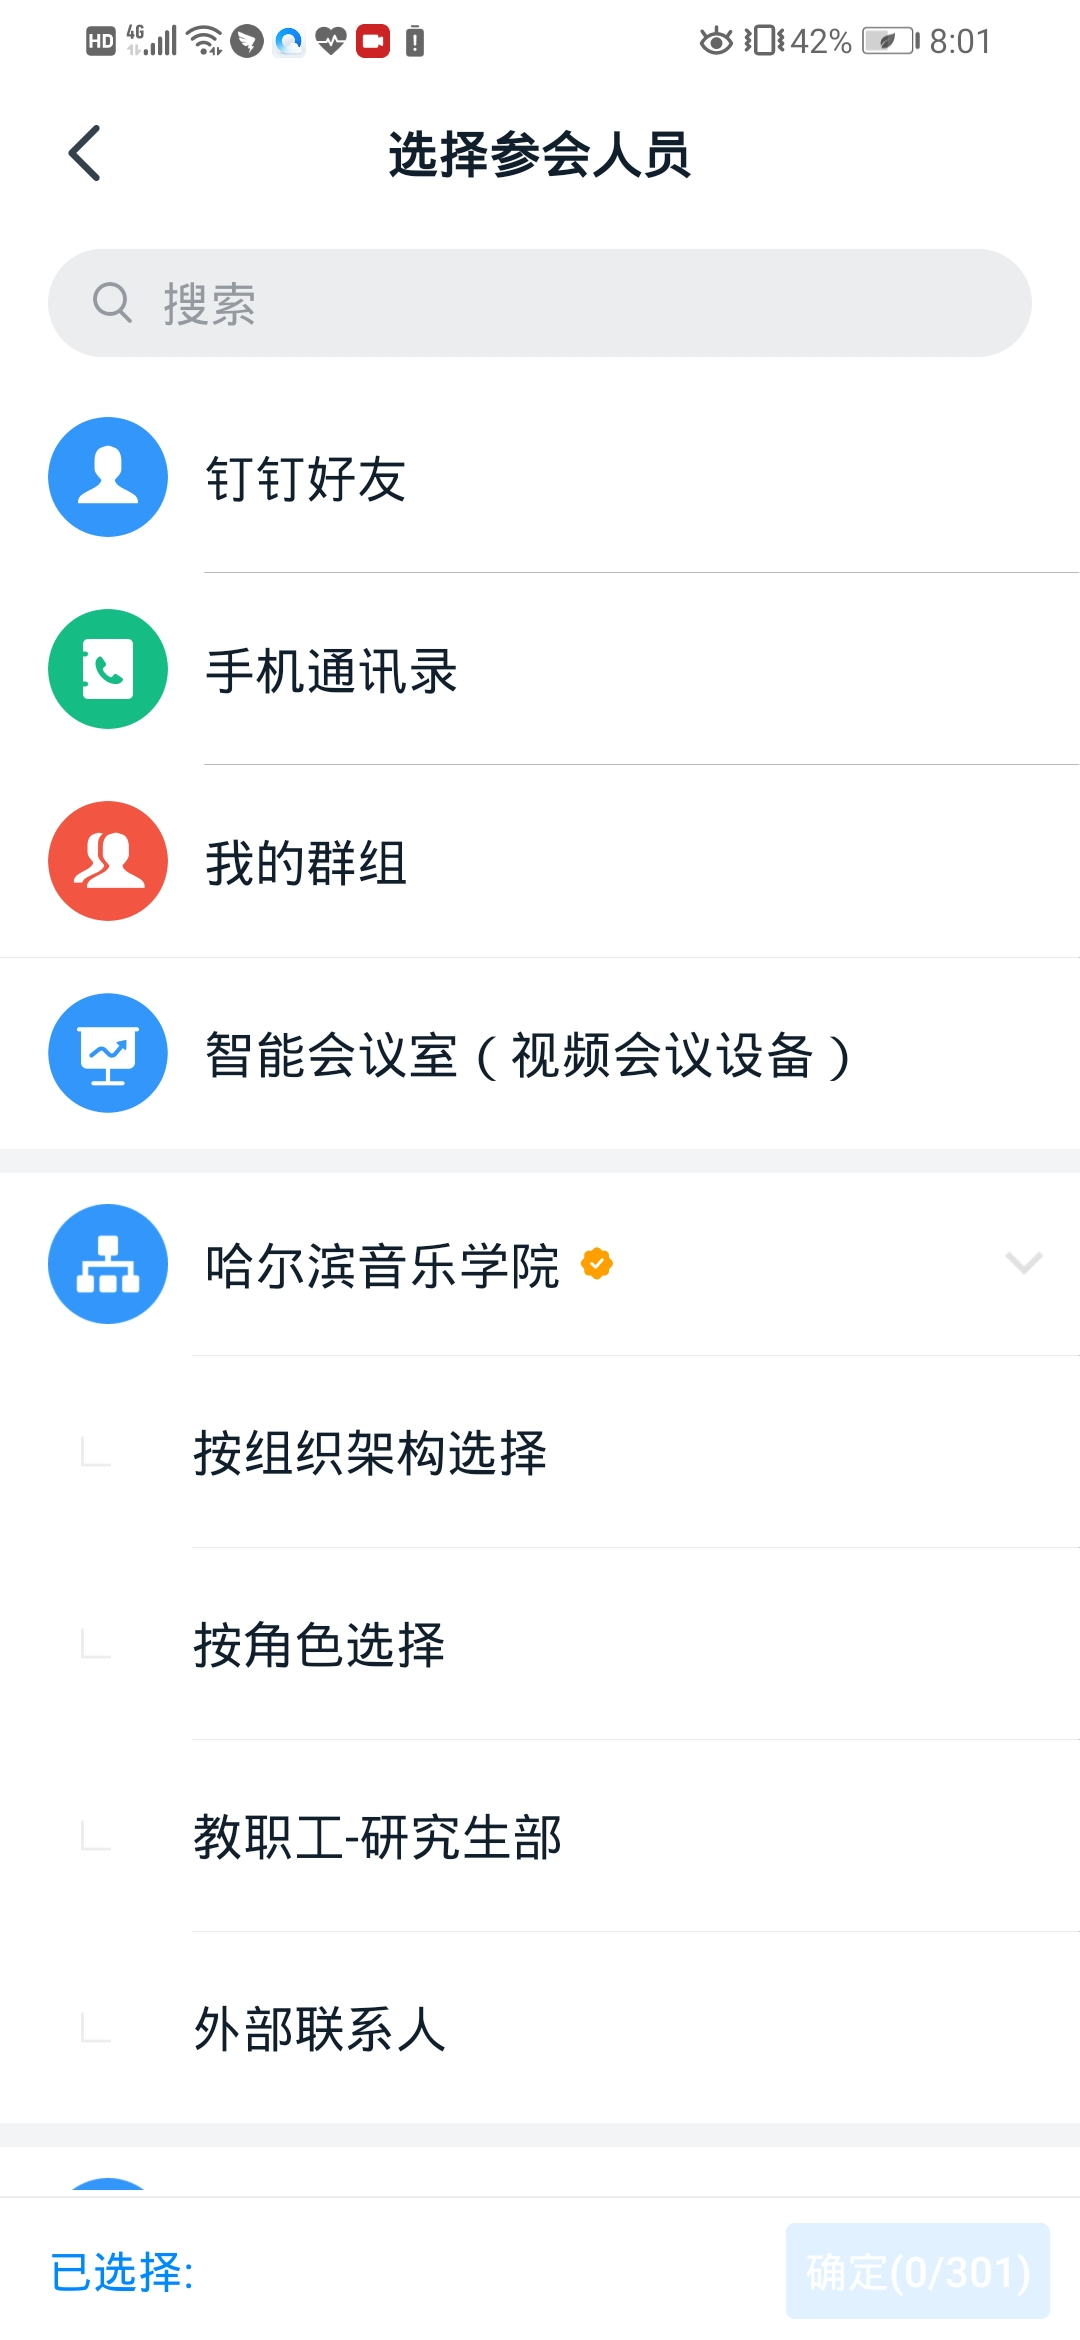 HD 4G 42% 8:01
选择参会人员
搜索
钉钉好友
手机通讯录
我的群组
智能会议室（视频会议设备）
哈尔滨音乐学院
按组织架构选择
按角色选择
教职工-研究生部
外部联系人
已选择:
确定(0/301)